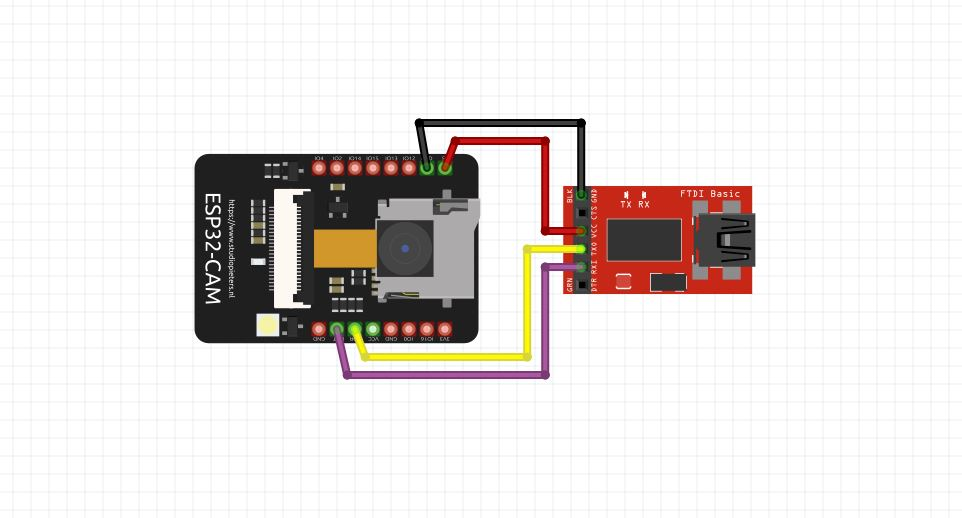 IO4 IO2 IO14 IO15 IO13 IO12
ESP32-CAM
https://www.studiopieters.nl
GND VCC GND IO0 IO16 3V3
FTDI Basic
TX RX
BLK
GRN
GND
CTS
VCC
TXO
RXI
DTR